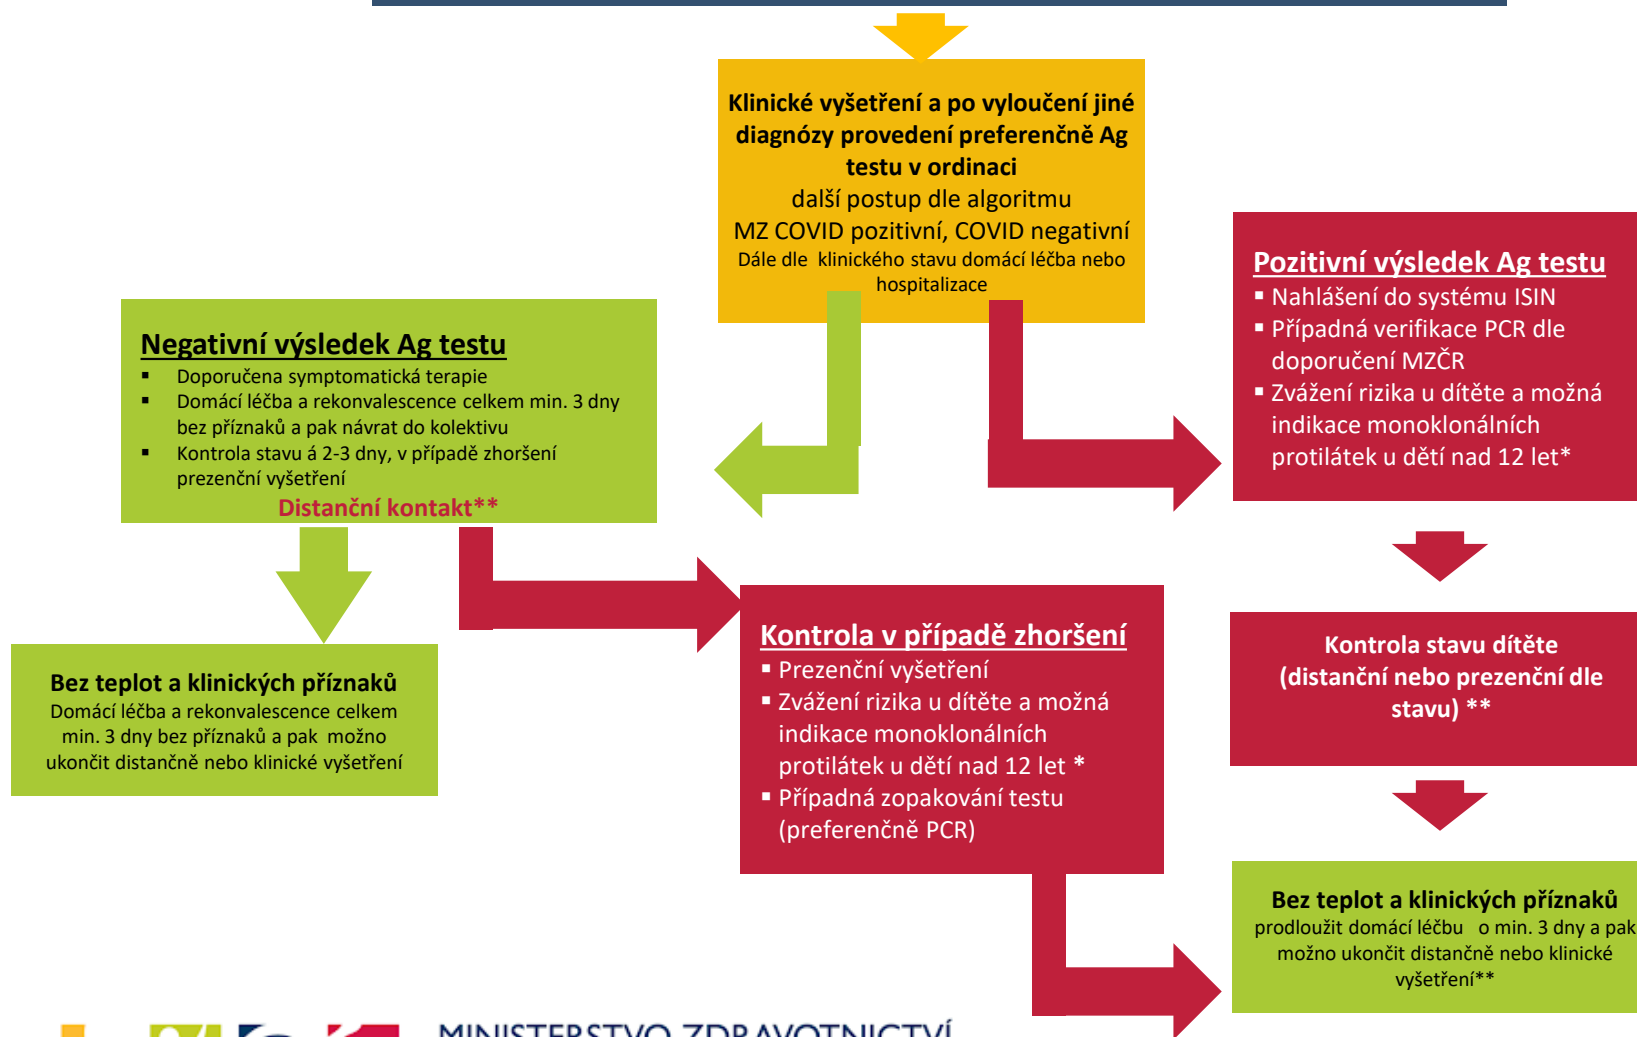 Klinické vyšetření a po vyloučení jiné
diagnózy provedení preferenčně Ag
testu v ordinaci
další postup dle algoritmu
MZ COVID pozitivní, COVID negativní
Dále dle klinického stavu domácí léčba nebo
hospitalizace
Negativní výsledek Ag testu
▪ Doporučena symptomatická terapie
▪ Domácí léčba a rekonvalescence celkem min. 3 dny
bez příznaků a pak návrat do kolektivu
▪ Kontrola stavu á 2-3 dny, v případě zhoršení
prezenční vyšetření
Distanční kontakt**
Pozitivní výsledek Ag testu
▪ Nahlášení do systému ISIN
▪ Případná verifikace PCR dle
doporučení MZČR
▪ Zvážení rizika u dítěte a možná
indikace monoklonálních
protilátek u dětí nad 12 let*
Bez teplot a klinických příznaků
Domácí léčba a rekonvalescence celkem
min. 3 dny bez příznaků a pak možno
ukončit distančně nebo klinické vyšetření
Kontrola v případě zhoršení
▪ Prezenční vyšetření
▪ Zvážení rizika u dítěte a možná
indikace monoklonálních
protilátek u dětí nad 12 let *
▪ Případná zopakování testu
(preferenčně PCR)
Kontrola stavu dítěte
(distanční nebo prezenční dle
stavu) **
Bez teplot a klinických příznaků
prodloužit domácí léčbu o min. 3 dny a pak
možno ukončit distančně nebo klinické
vyšetření**
MINISTERSTVO ZDRAVOTNICTVÍ